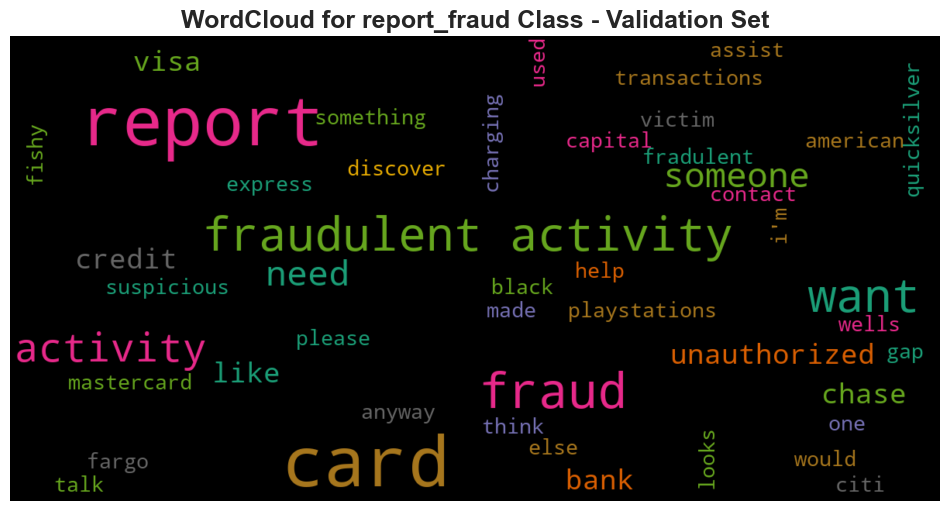 WordCloud for report_fraud Class - Validation Set
used
assist
visa
transactions
report
something
charging
victim
quicksilver
fishy
capital
american
discover
fradulent
express
someone
contact
fraudulent activity
i'm
credit
need
help
suspicious
black
want
made
playstations
wells
please
activity
unauthorized
gap
mastercard
like
fraud
chase
anyway
think
one
else
looks
fargo
card
would
talk
bank
citi